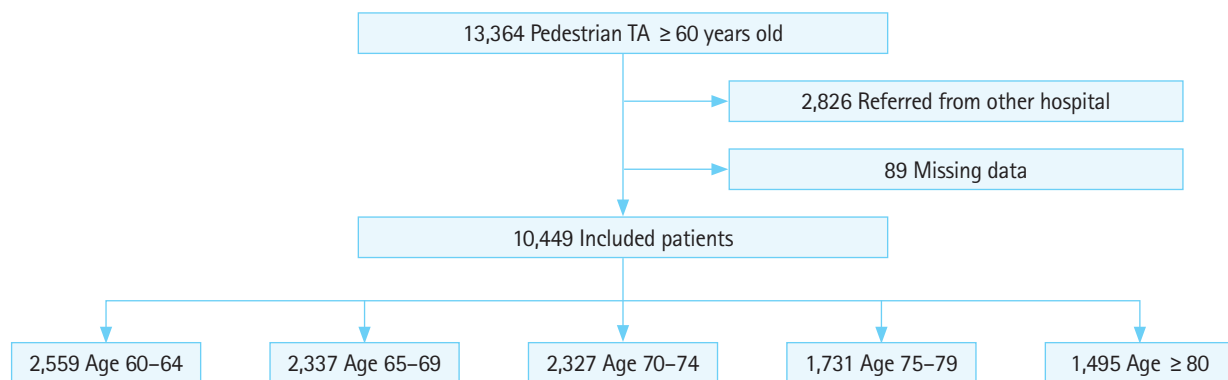 13,364 Pedestrian TA ≥ 60 years old
2,826 Referred from other hospital
89 Missing data
10,449 Included patients
2,559 Age 60–64
2,337 Age 65–69
2,327 Age 70–74
1,731 Age 75–79
1,495 Age ≥ 80